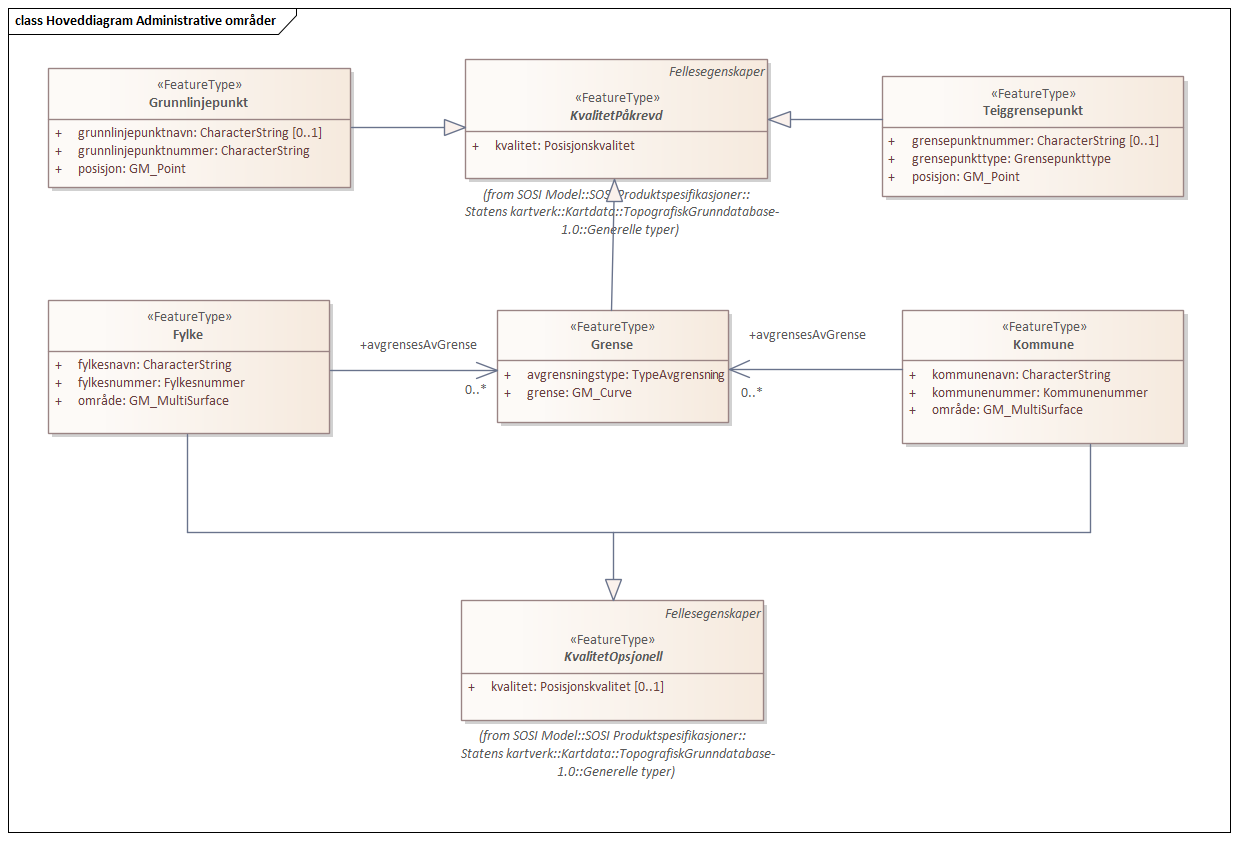 class Hoveddiagram Administrative områder
«FeatureType»
Grunnlinjepunkt
+ grunnlinjepunktnavn: CharacterString [0..1]
+ grunnlinjepunktnummer: CharacterString
+ posisjon: GM_Point
Fellesegenskaper
«FeatureType»
KvalitetPåkrevd
+ kvalitet: Posisjonskvalitet
(from SOSI Model::SOSI Produktspesifikasjoner::
Statens kartverk::Kartdata::TopografiskGrunndatabase-
1.0::Generelle typer)
«FeatureType»
Teiggrensepunkt
+ grensepunktnummer: CharacterString [0..1]
+ grensepunkttype: Grensepunkttype
+ posisjon: GM_Point
«FeatureType»
Fylke
+ fylkesnavn: CharacterString
+ fylkesnummer: Fylkesnummer
+ område: GM_MultiSurface
+avgrensesAvGrense
0..*
«FeatureType»
Grense
+ avgrensningstype: TypeAvgrensning
+ grense: GM_Curve
+avgrensesAvGrense
0..*
«FeatureType»
Kommune
+ kommunenavn: CharacterString
+ kommunenummer: Kommunenummer
+ område: GM_MultiSurface
Fellesegenskaper
«FeatureType»
KvalitetOpsjonell
+ kvalitet: Posisjonskvalitet [0..1]
(from SOSI Model::SOSI Produktspesifikasjoner::
Statens kartverk::Kartdata::TopografiskGrunndatabase-
1.0::Generelle typer)